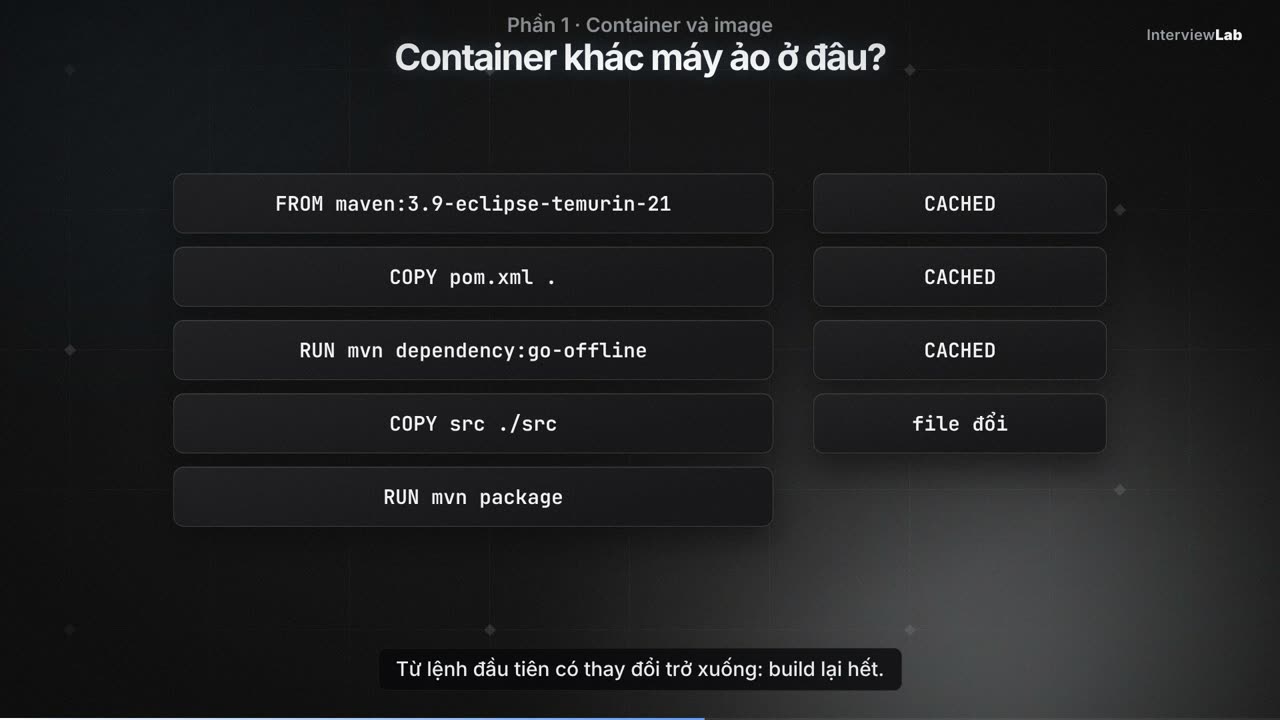 Phần 1 · Container và image
InterviewLab
Container khác máy ảo ở đâu?
FROM maven:3.9-eclipse-temurin-21
CACHED
COPY pom.xml .
CACHED
RUN mvn dependency:go-offline
CACHED
COPY src ./src
file đổi
RUN mvn package
Từ lệnh đầu tiên có thay đổi trở xuống: build lại hết.